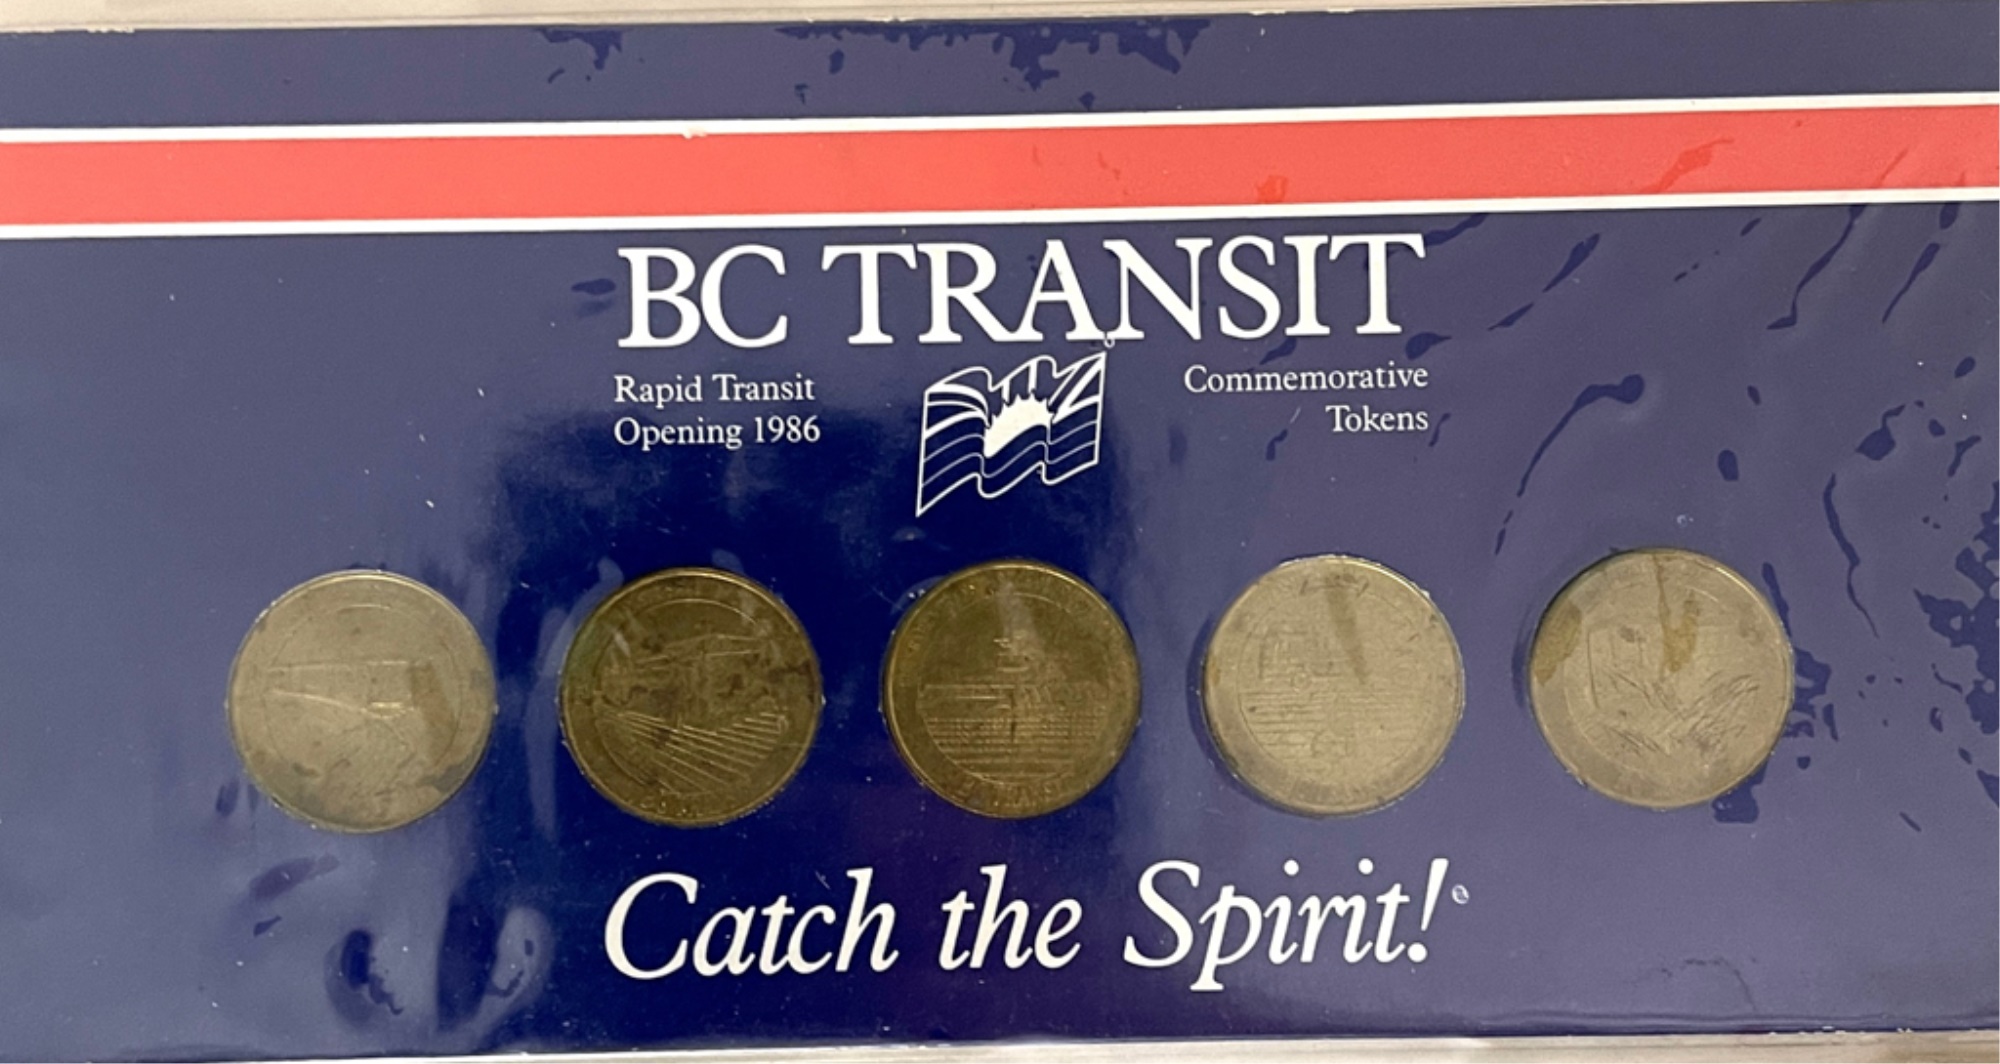 BC TRANSIT
Rapid Transit
Opening 1986
Commemorative
Tokens
Catch the Spirit!